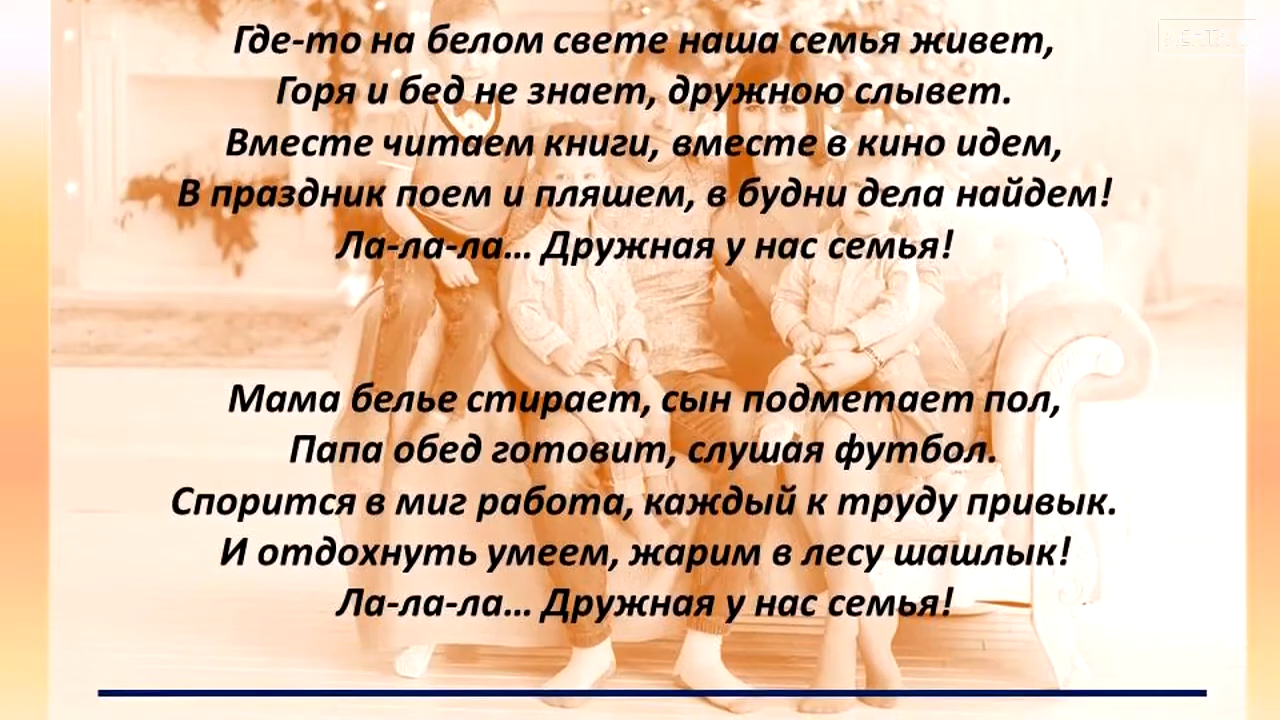 Где-то на белом свете наша семья живет,
Горя и бед не знает, дружною слывет.
Вместе читаем книги, вместе в кино идем,
В праздник поем и пляшем, в будни дела найдем!
Ла-ла-ла... Дружная у нас семья!
Мама белье стирает, сын подметает пол,
Папа обед готовит, слушая футбол.
Спорится в миг работа, каждый к труду привык.
И отдохнуть умеем, жарим в лесу шашлык!
Ла-ла-ла... Дружная у нас семья!